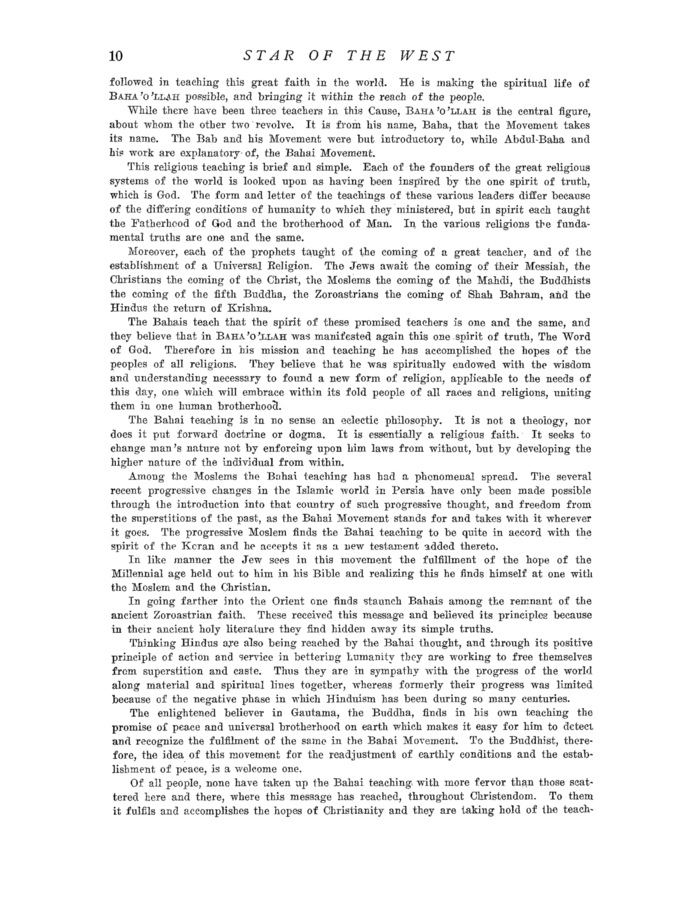 10 STAR OF THE WEST
followed in teaching this great faith in the world. He is making the spiritual life of
BAHA'O'LLAH possible, and bringing it within the reach of the people.
While there have been three teachers in this Cause, BAHA'O'LLAH is the central figure,
about whom the other two revolve. It is from his name, Baha, that the Movement takes
its name. The Bab and his Movement were but introductory to, while Abdul-Baha and
his work are explanatory of, the Bahai Movement.
This religious teaching is brief and simple. Each of the founders of the great religious
systems of the world is looked upon as having been inspired by the one spirit of truth,
which is God. The form and letter of the teachings of these various leaders differ because
of the differing conditions of humanity to which they ministered, but in spirit each taught
the Fatherhood of God and the brotherhood of Man. In the various religions the funda-
mental truths are one and the same.
Moreover, each of the prophets taught of the coming of a great teacher, and of the
establishment of a Universal Religion. The Jews await the coming of their Messiah, the
Christians the coming of the Christ, the Moslems the coming of the Mahdi, the Buddhists
the coming of the fifth Buddha, the Zoroastrians the coming of Shah Bahram, and the
Hindus the return of Krishna.
The Bahais teach that the spirit of these promised teachers is one and the same, and
they believe that in BAHA'O'LLAH was manifested again this one spirit of truth, The Word
of God. Therefore in his mission and teaching he has accomplished the hopes of the
peoples of all religions. They believe that he was spiritually endowed with the wisdom
and understanding necessary to found a new form of religion, applicable to the needs of
this day, one which will embrace within its fold people of all races and religions, uniting
them in one human brotherhood.
The Bahai teaching is in no sense an eclectic philosophy. It is not a theology, nor
does it put forward doctrine or dogma. It is essentially a religious faith. It seeks to
change man's nature not by enforcing upon him laws from without, but by developing the
higher nature of the individual from within.
Among the Moslems the Bahai teaching has had a phenomenal spread. The several
recent progressive changes in the Islamic world in Persia have only been made possible
through the introduction into that country of such progressive thought, and freedom from
the superstitions of the past, as the Bahai Movement stands for and takes with it wherever
it goes. The progressive Moslem finds the Bahai teaching to be quite in accord with the
spirit of the Koran and he accepts it as a new testament added thereto.
In like manner the Jew sees in this movement the fulfillment of the hope of the
Millennial age held out to him in his Bible and realizing this he finds himself at one with
the Moslem and the Christian.
In going farther into the Orient one finds staunch Bahais among the remnant of the
ancient Zoroastrian faith. These received this message and believed its principles because
in their ancient holy literature they find hidden away its simple truths.
Thinking Hindus are also being reached by the Bahai thought, and through its positive
principle of action and service in bettering humanity they are working to free themselves
from superstition and caste. Thus they are in sympathy with the progress of the world
along material and spiritual lines together, whereas formerly their progress was limited
because of the negative phase in which Hinduism has been during so many centuries.
The enlightened believer in Gautama, the Buddha, finds in his own teaching the
promise of peace and universal brotherhood on earth which makes it easy for him to detect
and recognize the fulfilment of the same in the Bahai Movement. To the Buddhist, there-
fore, the idea of this movement for the readjustment of earthly conditions and the estab-
lishment of peace, is a welcome one.
Of all people, none have taken up the Bahai teaching with more fervor than those scat-
tered here and there, where this message has reached, throughout Christendom. To them
it fulfils and accomplishes the hopes of Christianity and they are taking hold of the teach-